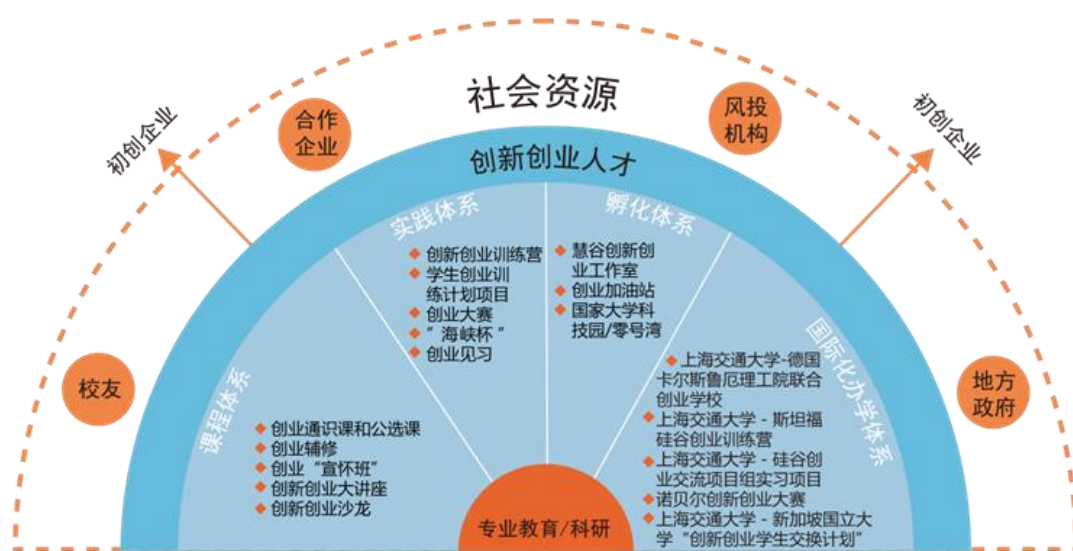 社会资源
合作
企业
风投
机构
初创企业
初创企业
校友
地方
政府
创新创业人才
课程体系
◆ 创业通识课和公选课
◆ 创业辅修
◆ 创业“宣怀班”
◆ 创新创业大讲座
◆ 创新创业沙龙
实践体系
◆ 创新创业训练营
◆ 学生创业训
练计划项目
◆ 创业大赛
◆ ”海峡杯 ”
◆ 创业见习
孵化体系
◆ 慧谷创新创
业工作室
◆ 创业加油站
◆ 国家大学科
技园/零号湾
国际化办学体系
◆ 上海交通大学-德国
卡尔斯鲁厄理工院联合
创业学校
◆ 上海交通大学 - 斯坦福
硅谷创业训练营
◆ 上海交通大学 - 硅谷创
业交流项目组实习项目
◆ 诺贝尔创新创业大赛
◆ 上海交通大学 - 新加坡国立大
学“创新创业学生交换计划”
专业教育/科研